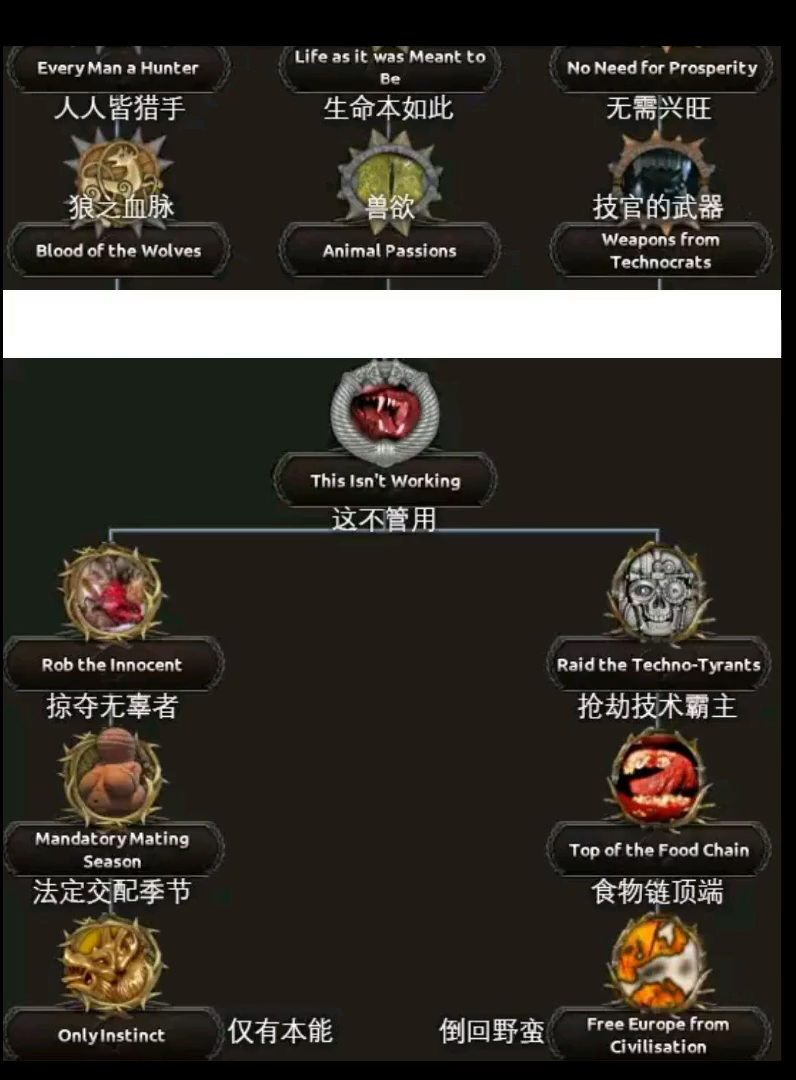 Every Man a Hunter
Life as it was Meant to
Be
No Need for Prosperity
人人皆猎手
生命本如此
无需兴旺
狼之血脉
兽欲
技官的武器
Blood of the Wolves
Animal Passions
Weapons from
Technocrats
This Isn't Working
这不管用
Rob the Innocent
Raid the Techno-Tyrants
掠夺无辜者
抢劫技术霸主
Mandatory Mating
Season
Top of the Food Chain
法定交配季节
食物链顶端
Only Instinct
仅有本能
倒回野蛮
Free Europe from
Civilisation